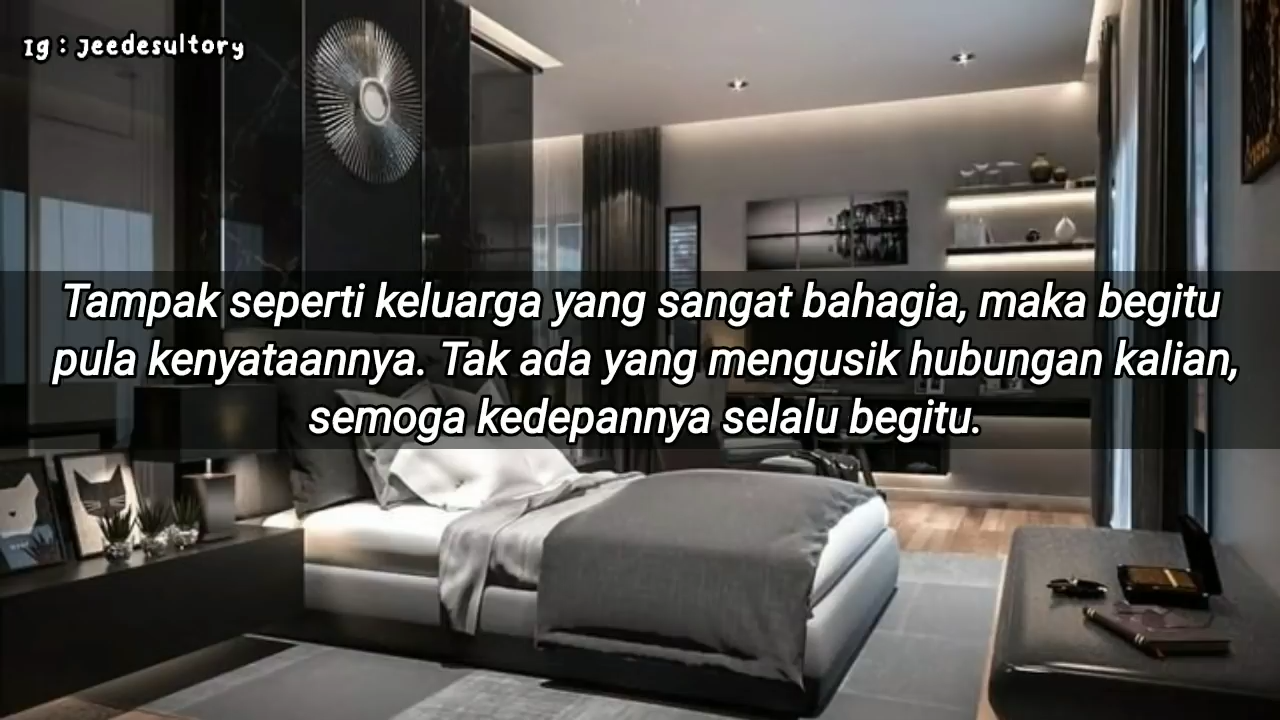 Ig : Jeedesultory
Tampak seperti keluarga yang sangat bahagia, maka begitu
pula kenyataannya. Tak ada yang mengusik hubungan kalian,
semoga kedepannya selalu begitu.